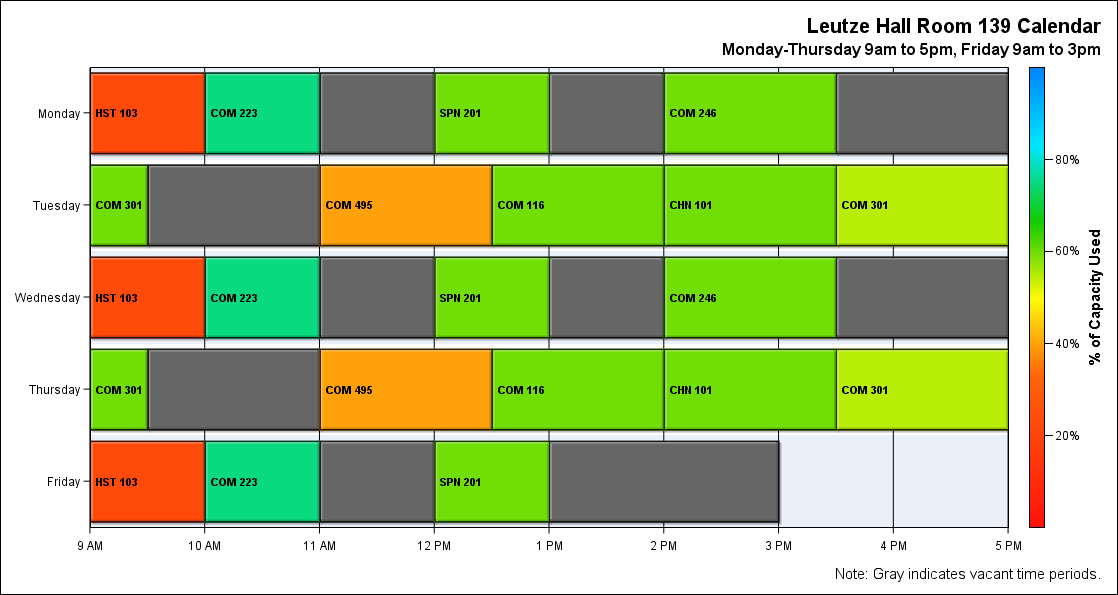 Leutze Hall Room 139 Calendar
Monday-Thursday 9am to 5pm, Friday 9am to 3pm
Monday
HST 103
COM 223
SPN 201
COM 246
Tuesday
COM 301
COM 495
COM 116
CHN 101
COM 301
Wednesday
HST 103
COM 223
SPN 201
COM 246
Thursday
COM 301
COM 495
COM 116
CHN 101
COM 301
Friday
HST 103
COM 223
SPN 201
9 AM
10 AM
11 AM
12 PM
1 PM
2 PM
3 PM
4 PM
5 PM
80%
60%
40%
20%
% of Capacity Used
Note: Gray indicates vacant time periods.